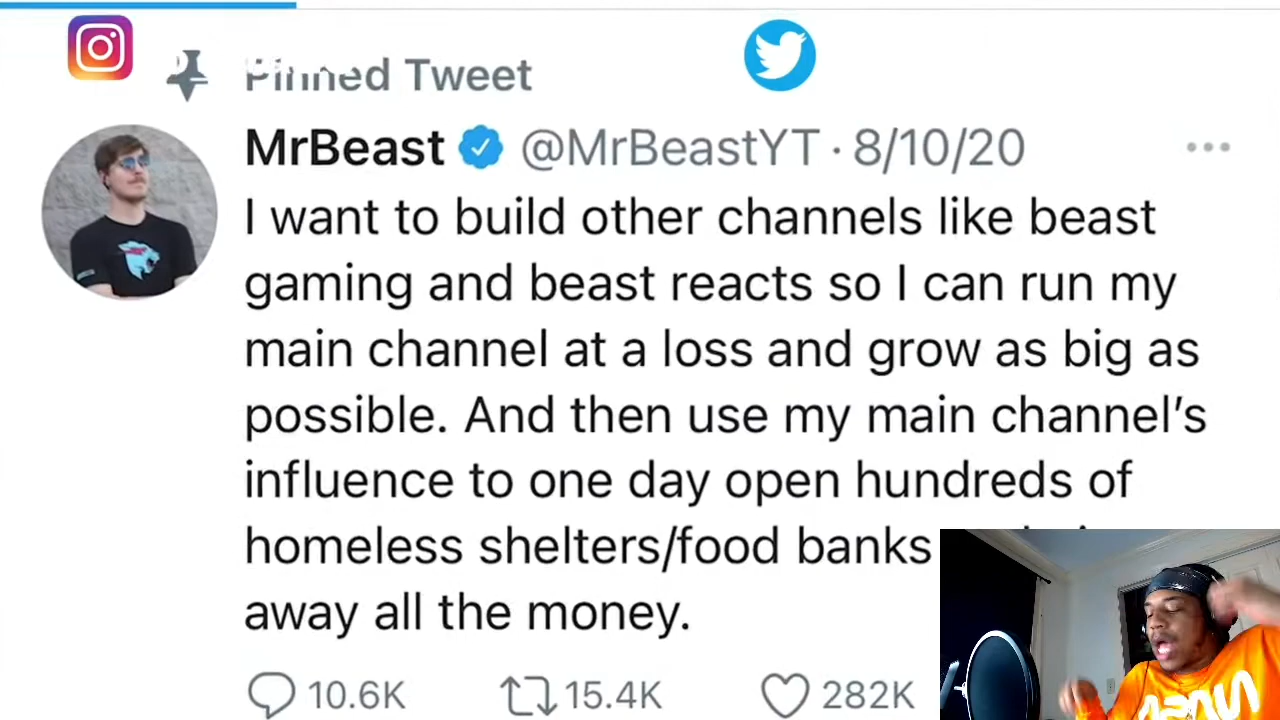 Pinned Tweet
MrBeast @MrBeastYT · 8/10/20
I want to build other channels like beast
gaming and beast reacts so I can run my
main channel at a loss and grow as big as
possible. And then use my main channel’s
influence to one day open hundreds of
homeless shelters/food banks
away all the money.
10.6K 15.4K 282K